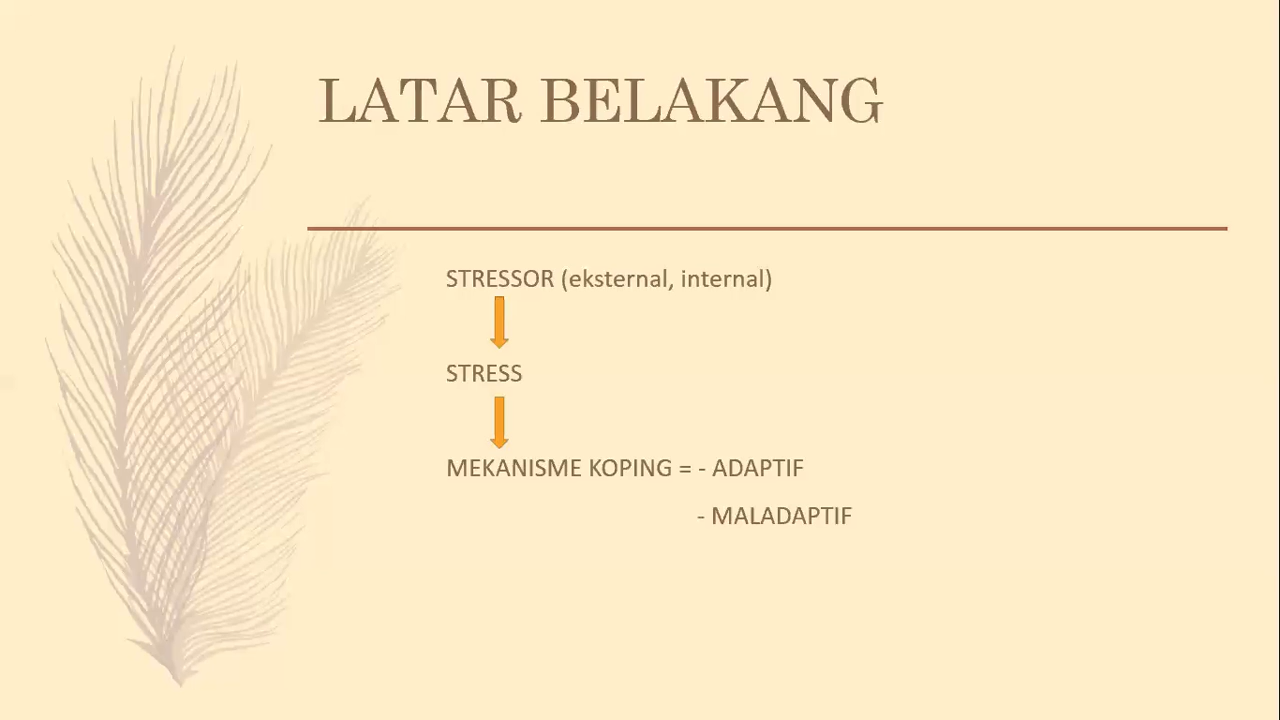 LATAR BELAKANG
STRESSOR (eksternal, internal)
STRESS
MEKANISME KOPING = - ADAPTIF
- MALADAPTIF